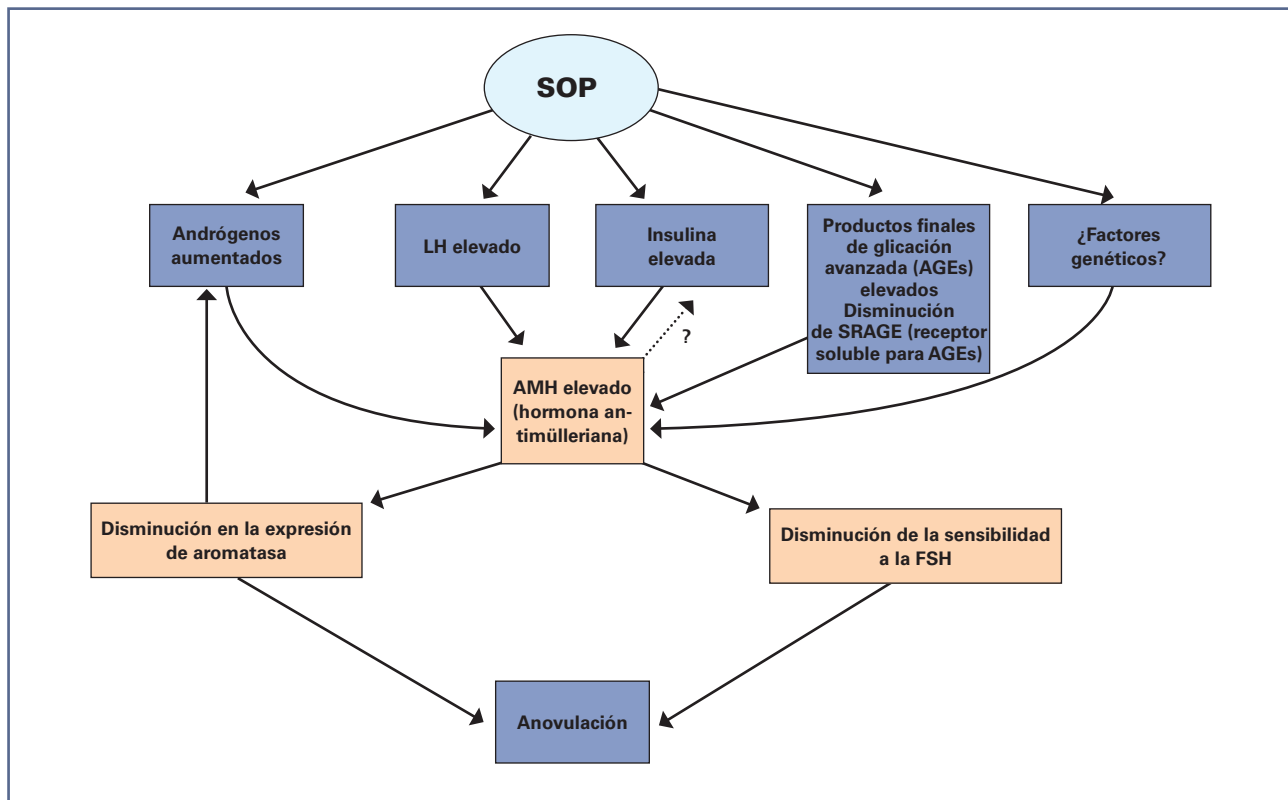 SOP
Andrógenos
aumentados
LH elevado
Insulina
elevada
Productos finales
de glicación
avanzada (AGEs)
elevados
Disminución
de SRAGE (receptor
soluble para AGEs)
¿Factores
genéticos?
?
AMH elevado
(hormona an-
timülleriana)
Disminución en la expresión
de aromatasa
Disminución de la sensibilidad
a la FSH
Anovulación